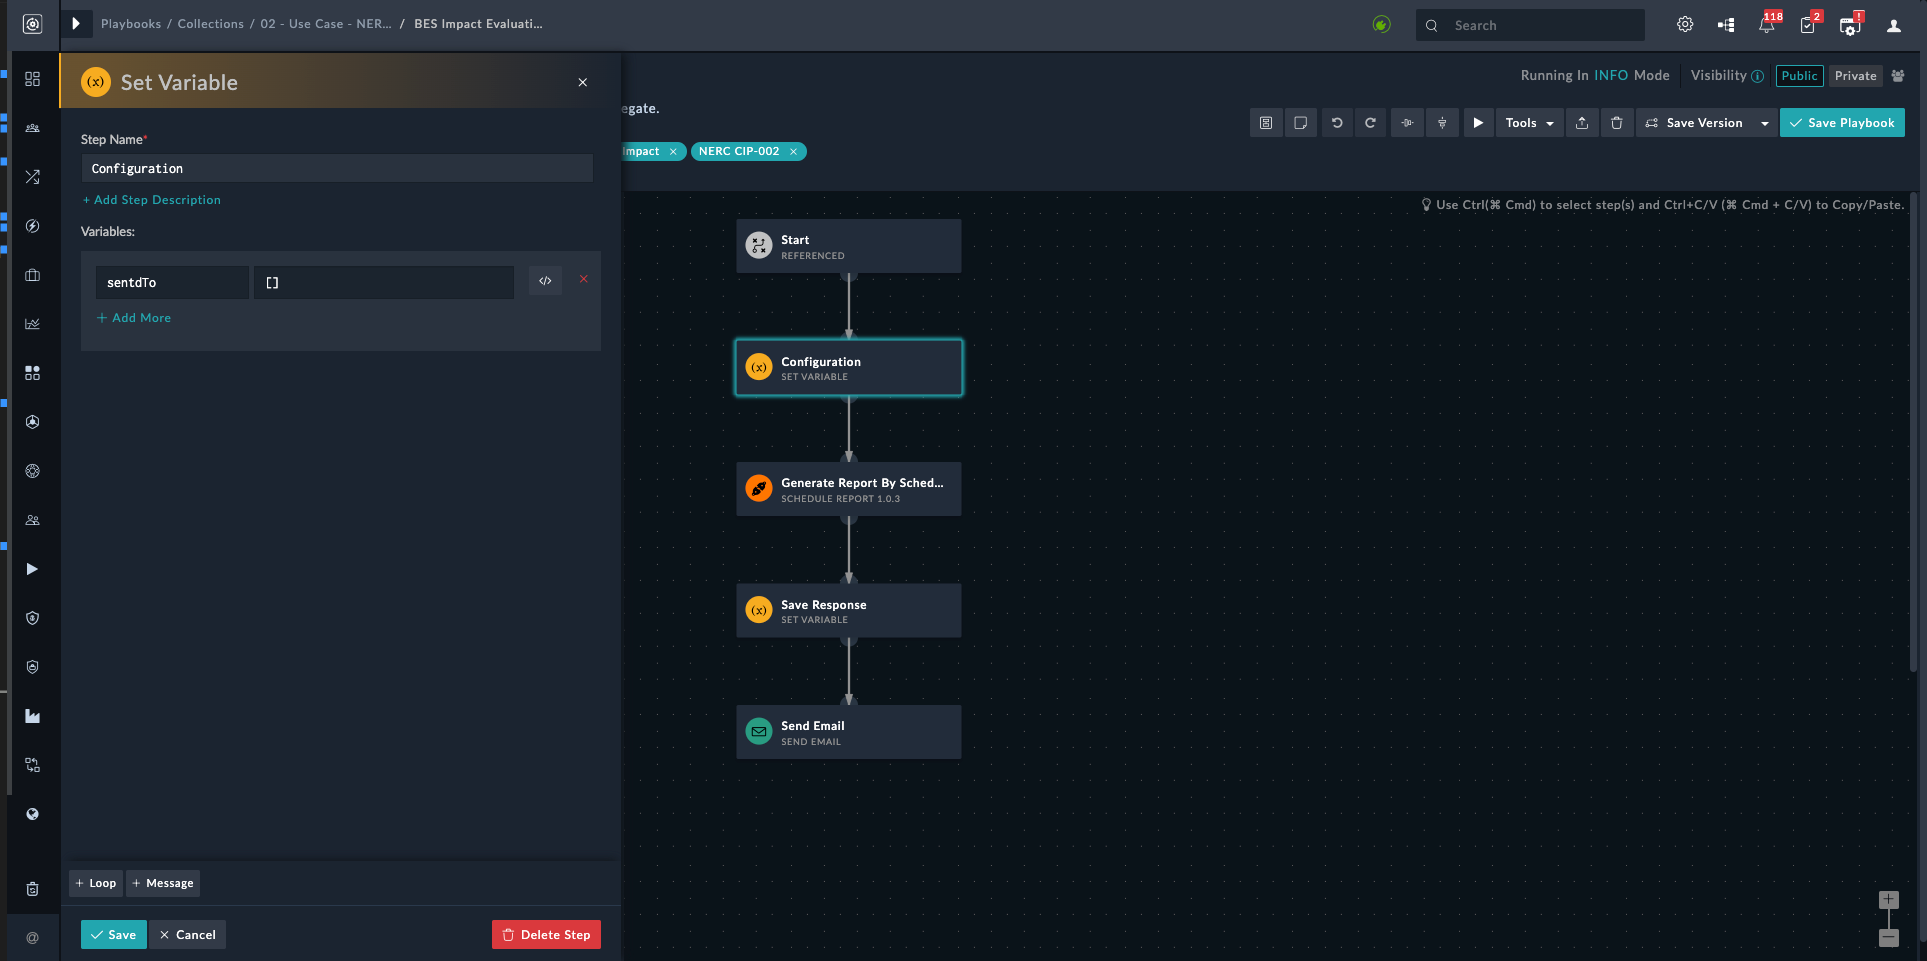 Playbooks / Collections / 02 - Use Case - NER... / BES Impact Evaluati...
Search
118
2
!
(x) Set Variable
Running In INFO Mode
Visibility
Public
Private
egate.
Tools
Save Version
Save Playbook
Step Name*
Impact
NERC CIP-002
Configuration
+ Add Step Description
Use Ctrl(⌘ Cmd) to select step(s) and Ctrl+C/V (⌘ Cmd + C/V) to Copy/Paste.
Variables:
sentdTo
[]
</>
+ Add More
Start
REFERENCED
(x)
Configuration
SET VARIABLE
Generate Report By Sched...
SCHEDULE REPORT 1.0.3
(x)
Save Response
SET VARIABLE
Send Email
SEND EMAIL
+ Loop
+ Message
Save
Cancel
Delete Step
@